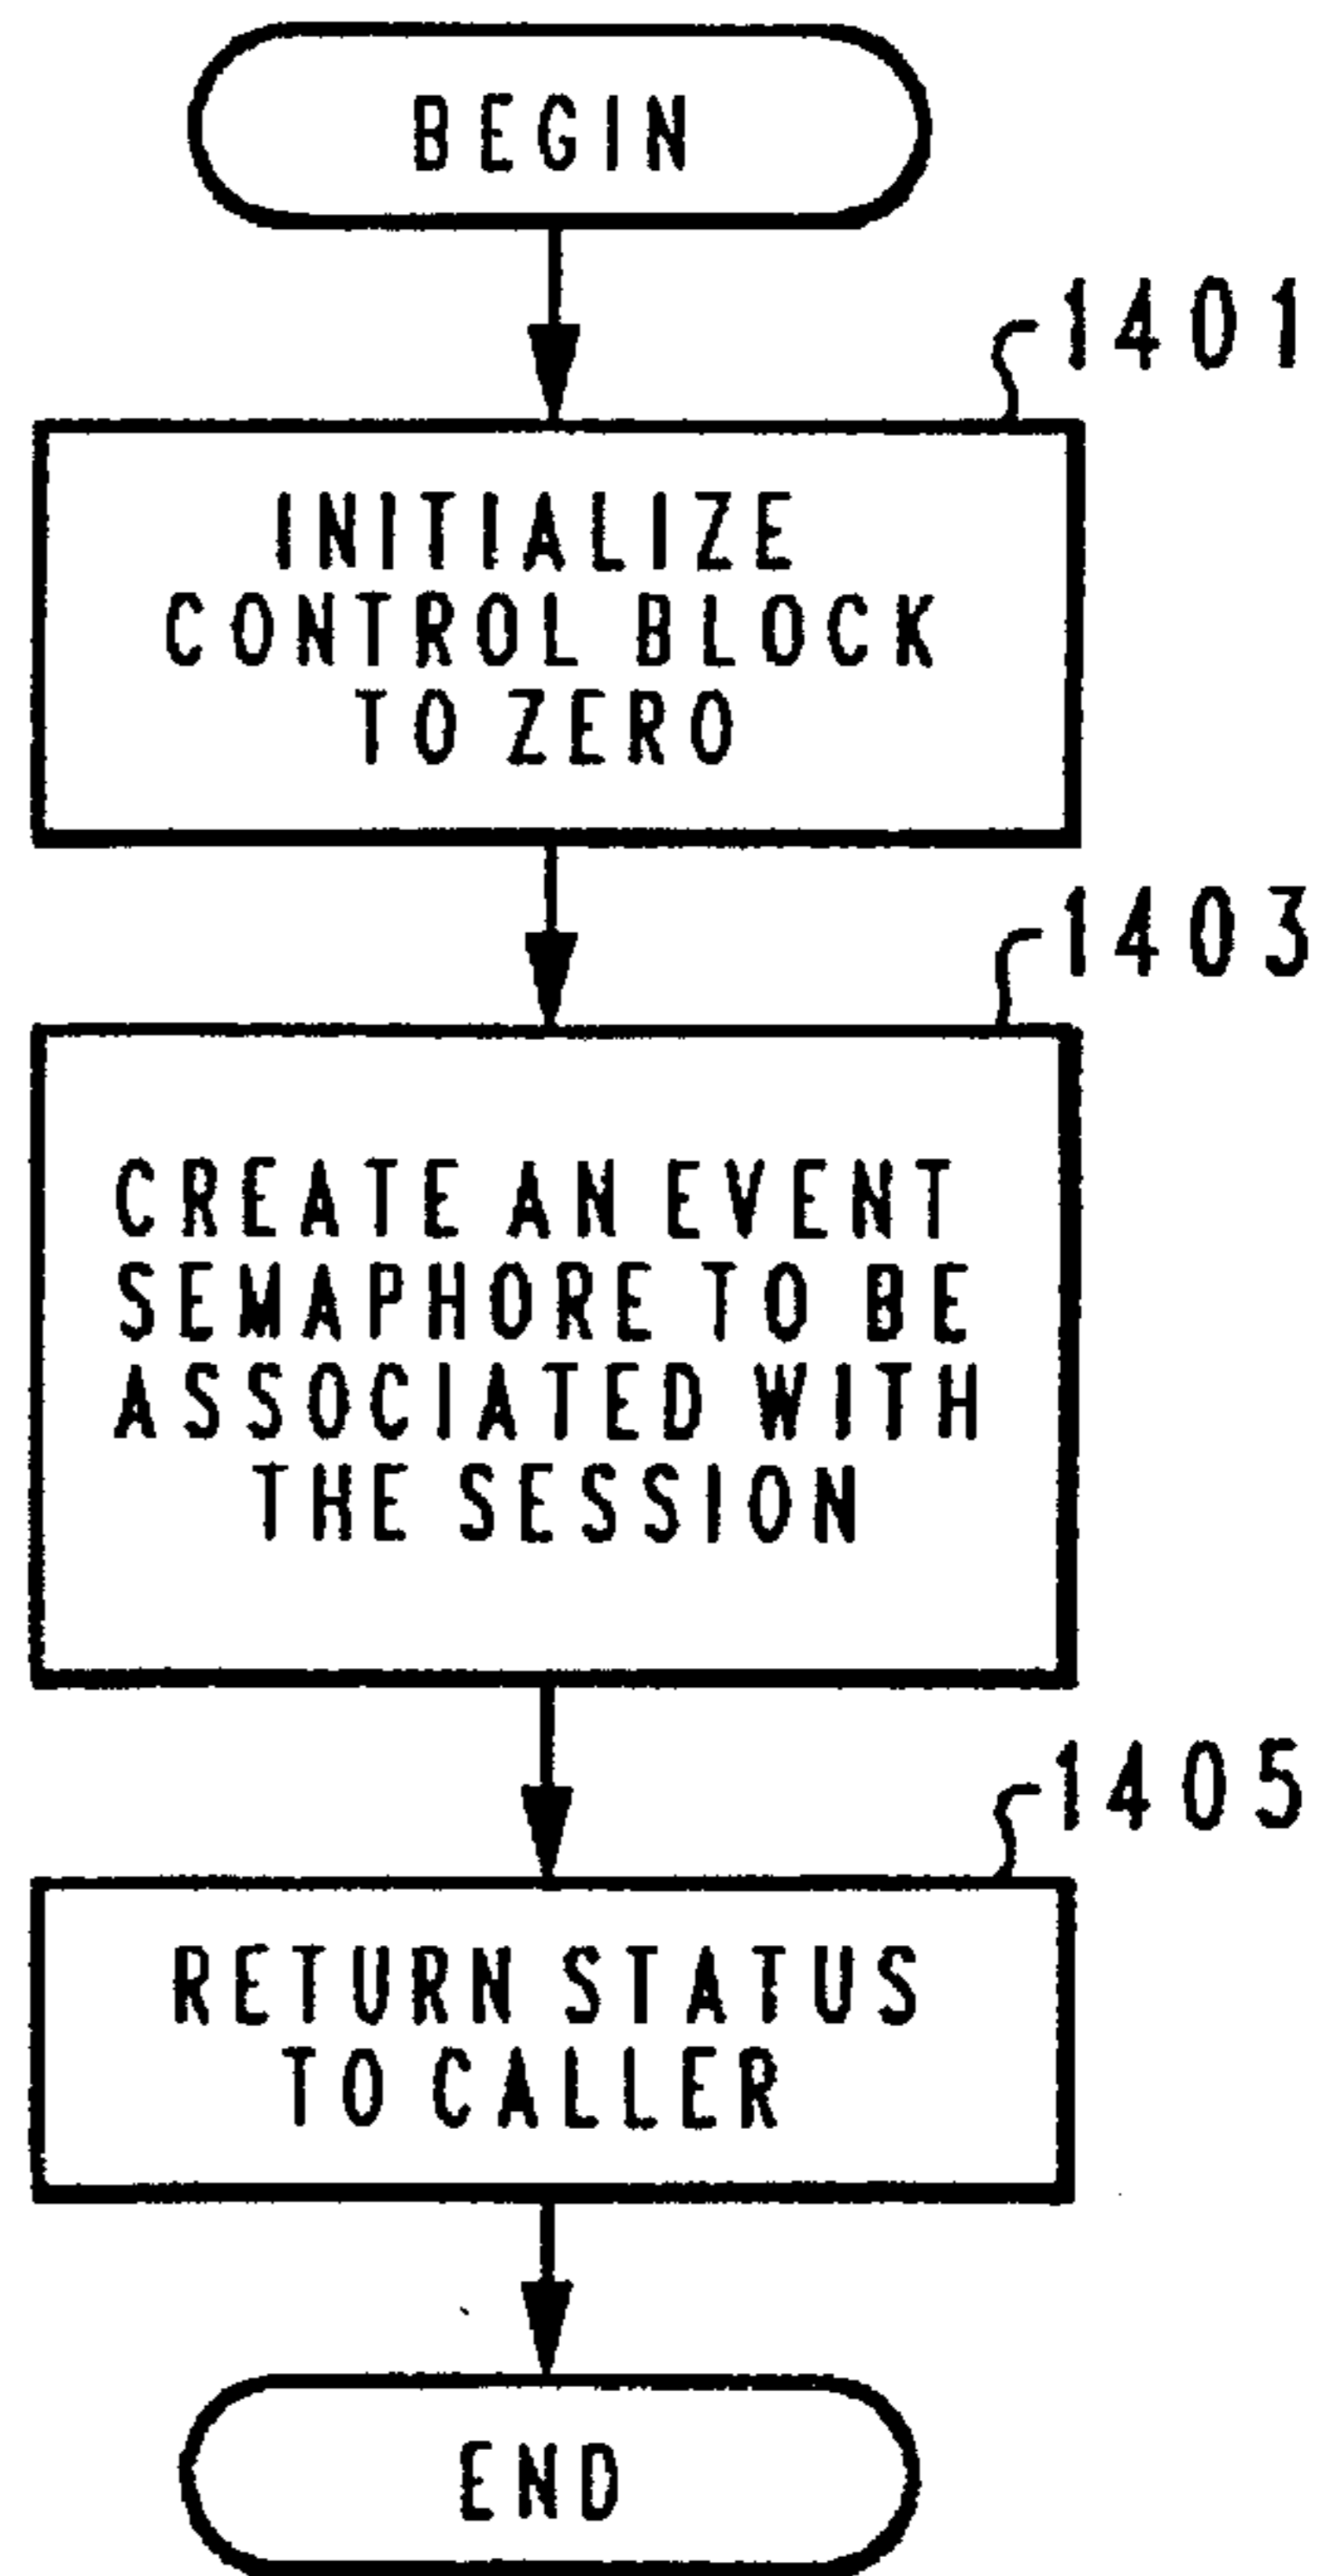 BEGIN
1401
INITIALIZE
CONTROL BLOCK
TO ZERO
1403
CREATE AN EVENT
SEMAPHORE TO BE
ASSOCIATED WITH
THE SESSION
1405
RETURN STATUS
TO CALLER
END